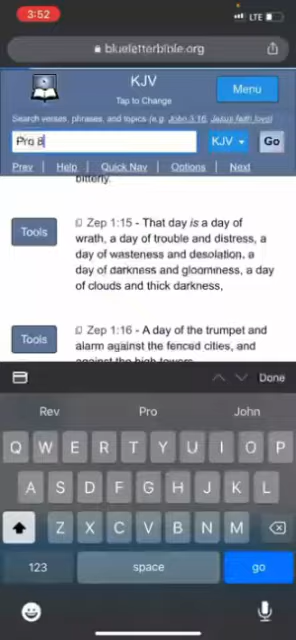 3:52
LTE
blueletterbible.org
KJV
Tap to Change
Menu
Search verses, phrases, and topics (e.g. John 3:16, Jesus faith love)
Pro 8
KJV
Go
Prev
Help
Quick Nav
Options
Next
bitterly.
Tools
Zep 1:15 - That day is a day of
wrath, a day of trouble and distress, a
day of wasteness and desolation, a
day of darkness and gloominess, a day
of clouds and thick darkness,
Tools
Zep 1:16 - A day of the trumpet and
alarm against the fenced cities, and
against the high towers.
Done
Rev
Pro
John
Q W E R T Y U I O P
A S D F G H J K L
Z X C V B N M
123
space
go